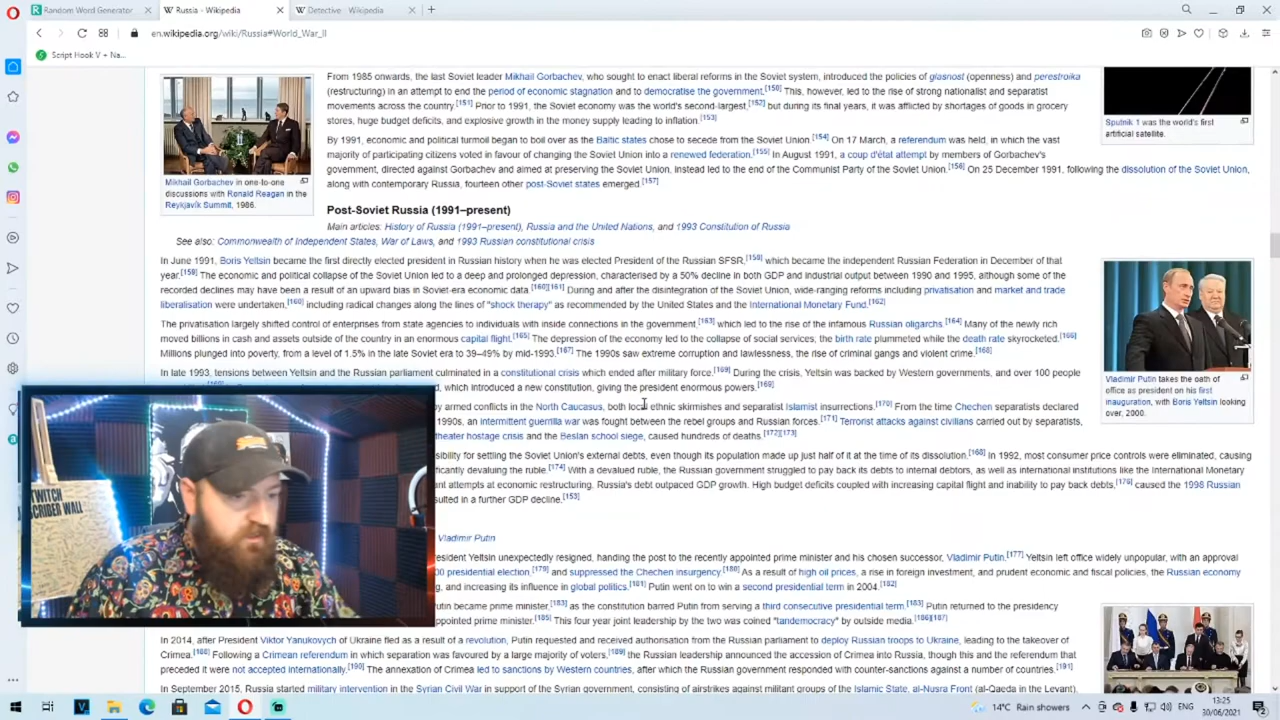 Random Word Generator
Russia - Wikipedia
Detective - Wikipedia
en.wikipedia.org/wiki/Russia#World_War_II
Script Hook V + Na...
From 1985 onwards, the last Soviet leader Mikhail Gorbachev, who sought to enact liberal reforms in the Soviet system, introduced the policies of glasnost (openness) and perestroika
(restructuring) in an attempt to end the period of economic stagnation and to democratise the government.[150] This, however, led to the rise of strong nationalist and separatist
movements across the country.[151] Prior to 1991, the Soviet economy was the world's second-largest,[152] but during its final years, it was afflicted by shortages of goods in grocery
stores, huge budget deficits, and explosive growth in the money supply leading to inflation.[153]
By 1991, economic and political turmoil began to boil over as the Baltic states chose to secede from the Soviet Union.[154] On 17 March, a referendum was held, in which the vast
majority of participating citizens voted in favour of changing the Soviet Union into a renewed federation.[155] In August 1991, a coup d'état attempt by members of Gorbachev's
government, directed against Gorbachev and aimed at preserving the Soviet Union, instead led to the end of the Communist Party of the Soviet Union.[156] On 25 December 1991, following the dissolution of the Soviet Union,
along with contemporary Russia, fourteen other post-Soviet states emerged.[157]
Mikhail Gorbachev in one-to-one
discussions with Ronald Reagan in the
Reykjavík Summit, 1986.
Sputnik 1 was the world's first
artificial satellite.
Post-Soviet Russia (1991–present)
Main articles: History of Russia (1991–present), Russia and the United Nations, and 1993 Constitution of Russia
See also: Commonwealth of Independent States, War of Laws, and 1993 Russian constitutional crisis
In June 1991, Boris Yeltsin became the first directly elected president in Russian history when he was elected President of the Russian SFSR,[158] which became the independent Russian Federation in December of that
year.[159] The economic and political collapse of the Soviet Union led to a deep and prolonged depression, characterised by a 50% decline in both GDP and industrial output between 1990 and 1995, although some of the
recorded declines may have been a result of an upward bias in Soviet-era economic data.[160][161] During and after the disintegration of the Soviet Union, wide-ranging reforms including privatisation and market and trade
liberalisation were undertaken,[160] including radical changes along the lines of "shock therapy" as recommended by the United States and the International Monetary Fund.[162]
The privatisation largely shifted control of enterprises from state agencies to individuals with inside connections in the government,[163] which led to the rise of the infamous Russian oligarchs.[164] Many of the newly rich
moved billions in cash and assets outside of the country in an enormous capital flight.[165] The depression of the economy led to the collapse of social services, the birth rate plummeted while the death rate skyrocketed.[166]
Millions plunged into poverty, from a level of 1.5% in the late Soviet era to 39–49% by mid-1993.[167] The 1990s saw extreme corruption and lawlessness, the rise of criminal gangs and violent crime.[168]
In late 1993, tensions between Yeltsin and the Russian parliament culminated in a constitutional crisis which ended after military force.[169] During the crisis, Yeltsin was backed by Western governments, and over 100 people
, which introduced a new constitution, giving the president enormous powers.[169]
by armed conflicts in the North Caucasus, both local ethnic skirmishes and separatist Islamist insurrections.[170] From the time Chechen separatists declared
1990s, an intermittent guerrilla war was fought between the rebel groups and Russian forces.[171] Terrorist attacks against civilians carried out by separatists,
theater hostage crisis and the Beslan school siege, caused hundreds of deaths.[172][173]
sibility for settling the Soviet Union's external debts, even though its population made up just half of it at the time of its dissolution.[168] In 1992, most consumer price controls were eliminated, causing
ficantly devaluing the ruble.[174] With a devalued ruble, the Russian government struggled to pay back its debts to internal debtors, as well as international institutions like the International Monetary
ant attempts at economic restructuring, Russia's debt outpaced GDP growth. High budget deficits coupled with increasing capital flight and inability to pay back debts,[176] caused the 1998 Russian
sulted in a further GDP decline.[153]
Vladimir Putin takes the oath of
office as president on his first
inauguration, with Boris Yeltsin looking
over, 2000.
Vladimir Putin
esident Yeltsin unexpectedly resigned, handing the post to the recently appointed prime minister and his chosen successor, Vladimir Putin.[177] Yeltsin left office widely unpopular, with an approval
00 presidential election,[179] and suppressed the Chechen insurgency.[180] As a result of high oil prices, a rise in foreign investment, and prudent economic and fiscal policies, the Russian economy
g, and increasing its influence in global politics.[181] Putin went on to win a second presidential term in 2004.[182]
utin became prime minister,[183] as the constitution barred Putin from serving a third consecutive presidential term.[183] Putin returned to the presidency
appointed prime minister.[185] This four year joint leadership by the two was coined "tandemocracy" by outside media.[186][187]
In 2014, after President Viktor Yanukovych of Ukraine fled as a result of a revolution, Putin requested and received authorisation from the Russian parliament to deploy Russian troops to Ukraine, leading to the takeover of
Crimea.[188] Following a Crimean referendum in which separation was favoured by a large majority of voters,[189] the Russian leadership announced the accession of Crimea into Russia, though this and the referendum that
preceded it were not accepted internationally.[190] The annexation of Crimea led to sanctions by Western countries, after which the Russian government responded with counter-sanctions against a number of countries.[191]
In September 2015, Russia started military intervention in the Syrian Civil War in support of the Syrian government, consisting of airstrikes against military groups of the Islamic State, al-Nusra Front (al-Qaeda in the Levant),
TWITCH
SCRIBER WALL
14°C Rain showers
ENG
13:25
30/06/2021